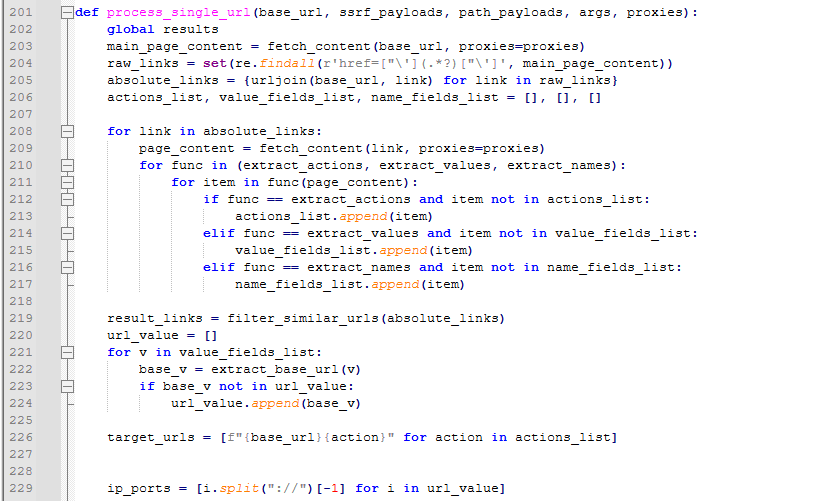 201 def process_single_url(base_url, ssrf_payloads, path_payloads, args, proxies):
202     global results
203     main_page_content = fetch_content(base_url, proxies=proxies)
204     raw_links = set(re.findall(r'href=["\'](.*?)["\']', main_page_content))
205     absolute_links = {urljoin(base_url, link) for link in raw_links}
206     actions_list, value_fields_list, name_fields_list = [], [], []
207
208     for link in absolute_links:
209         page_content = fetch_content(link, proxies=proxies)
210         for func in (extract_actions, extract_values, extract_names):
211             for item in func(page_content):
212                 if func == extract_actions and item not in actions_list:
213                     actions_list.append(item)
214                 elif func == extract_values and item not in value_fields_list:
215                     value_fields_list.append(item)
216                 elif func == extract_names and item not in name_fields_list:
217                     name_fields_list.append(item)
218
219     result_links = filter_similar_urls(absolute_links)
220     url_value = []
221     for v in value_fields_list:
222         base_v = extract_base_url(v)
223         if base_v not in url_value:
224             url_value.append(base_v)
225
226     target_urls = [f"{base_url}{action}" for action in actions_list]
227
228
229     ip_ports = [i.split("://")[-1] for i in url_value]